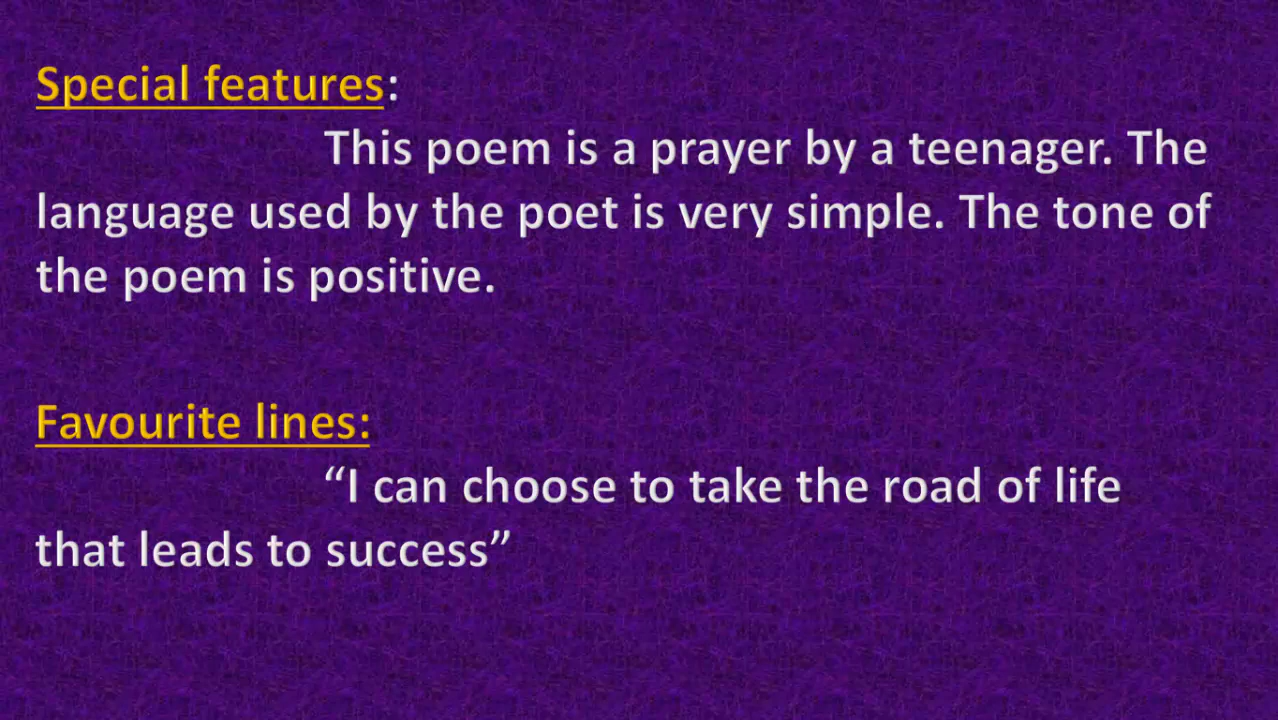 Special features:
This poem is a prayer by a teenager. The
language used by the poet is very simple. The tone of
the poem is positive.
Favourite lines:
“I can choose to take the road of life
that leads to success”